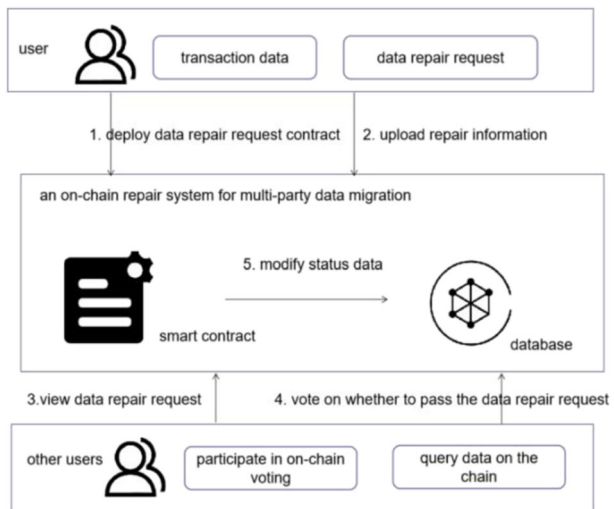 user
transaction data
data repair request
1. deploy data repair request contract
2. upload repair information
an on-chain repair system for multi-party data migration
5. modify status data
smart contract
database
3.view data repair request
4. vote on whether to pass the data repair request
other users
participate in on-chain
voting
query data on the
chain